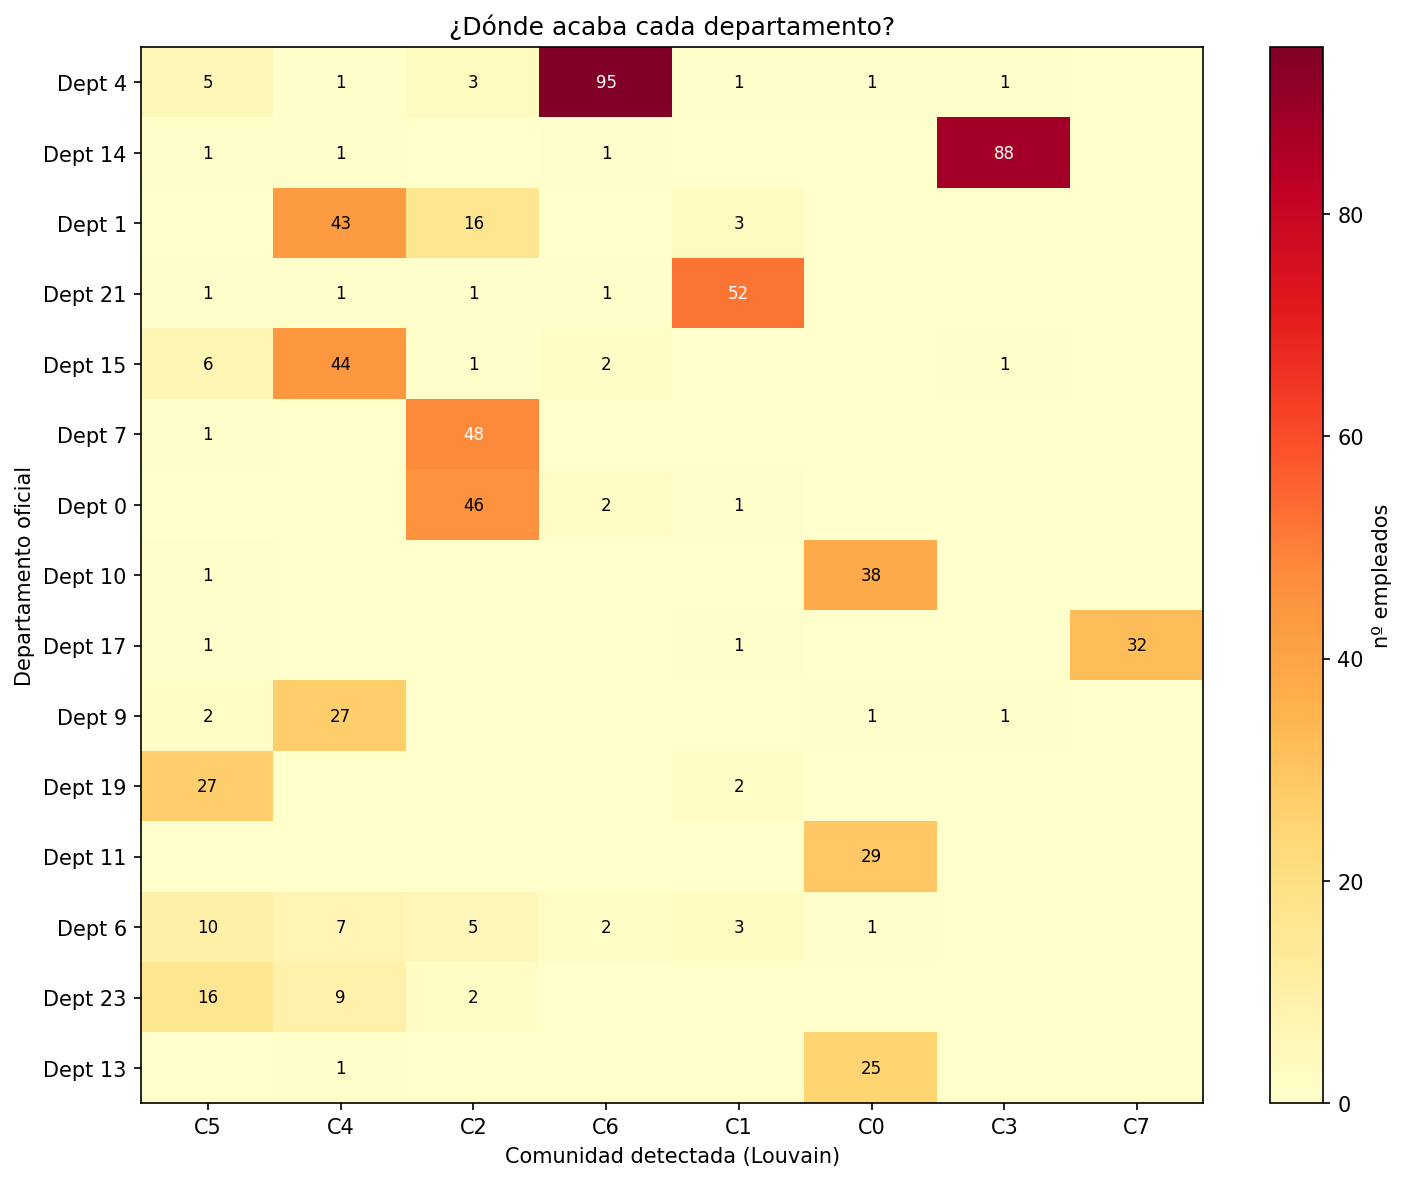 ¿Dónde acaba cada departamento?
Dept 4 5 1 3 95 1 1 1
Dept 14 1 1 1 88
Dept 1 43 16 3
Dept 21 1 1 1 1 52
Dept 15 6 44 1 2 1
Dept 7 1 48
Dept 0 46 2 1
Dept 10 1 38
Dept 17 1 1 32
Dept 9 2 27 1 1
Dept 19 27 2
Dept 11 29
Dept 6 10 7 5 2 3 1
Dept 23 16 9 2
Dept 13 1 25
C5 C4 C2 C6 C1 C0 C3 C7
Comunidad detectada (Louvain)
Departamento oficial
80
60
40
20
0
nº empleados